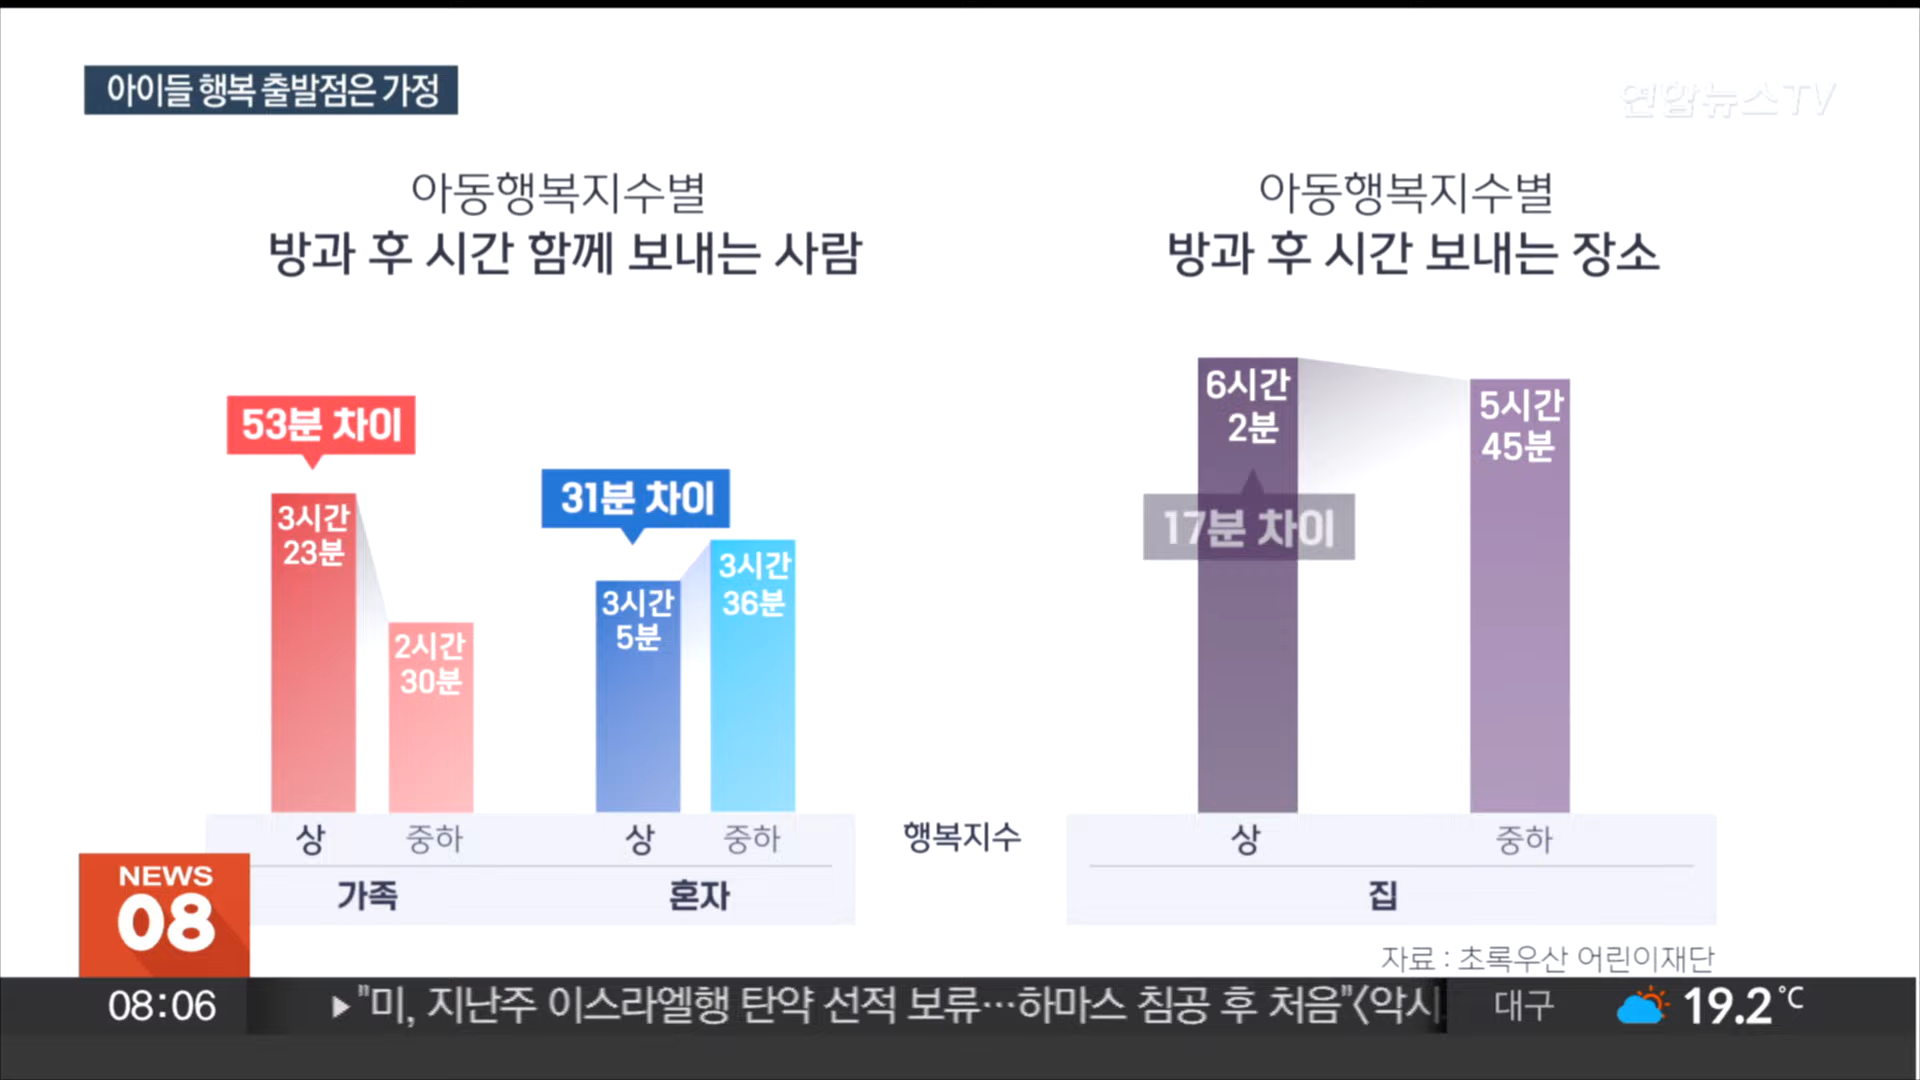 아이들 행복 출발점은 가정
연합뉴스TV
아동행복지수별
방과 후 시간 함께 보내는 사람
53분 차이
3시간
23분
2시간
30분
31분 차이
3시간
5분
3시간
36분
상
중하
상
중하
가족
혼자
행복지수
아동행복지수별
방과 후 시간 보내는 장소
6시간
2분
17분 차이
5시간
45분
상
중하
집
자료 : 초록우산 어린이재단
NEWS
08
08:06
▶"미, 지난주 이스라엘행 탄약 선적 보류…하마스 침공 후 처음"<악시
대구
19.2℃